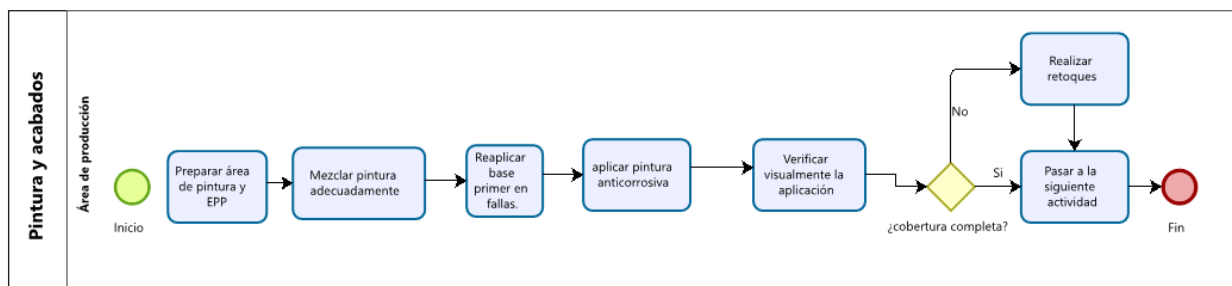 Pintura y acabados
Área de producción
Inicio
Preparar área
de pintura y
EPP
Mezclar pintura
adecuadamente
Reaplicar
base
primer en
fallas.
aplicar pintura
anticorrosiva
Verificar
visualmente la
aplicación
¿cobertura completa?
No
Realizar
retoques
Si
Pasar a la
siguiente
actividad
Fin